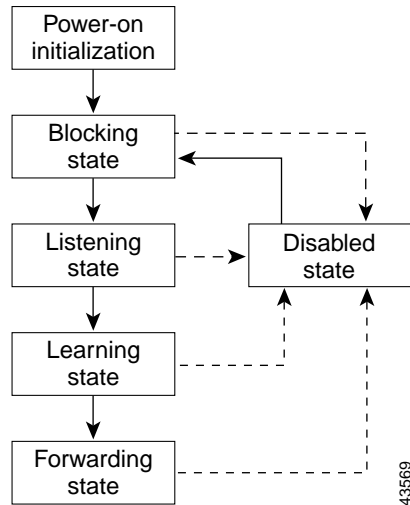 Power-on
initialization
Blocking
state
Listening
state
Disabled
state
Learning
state
Forwarding
state
43569